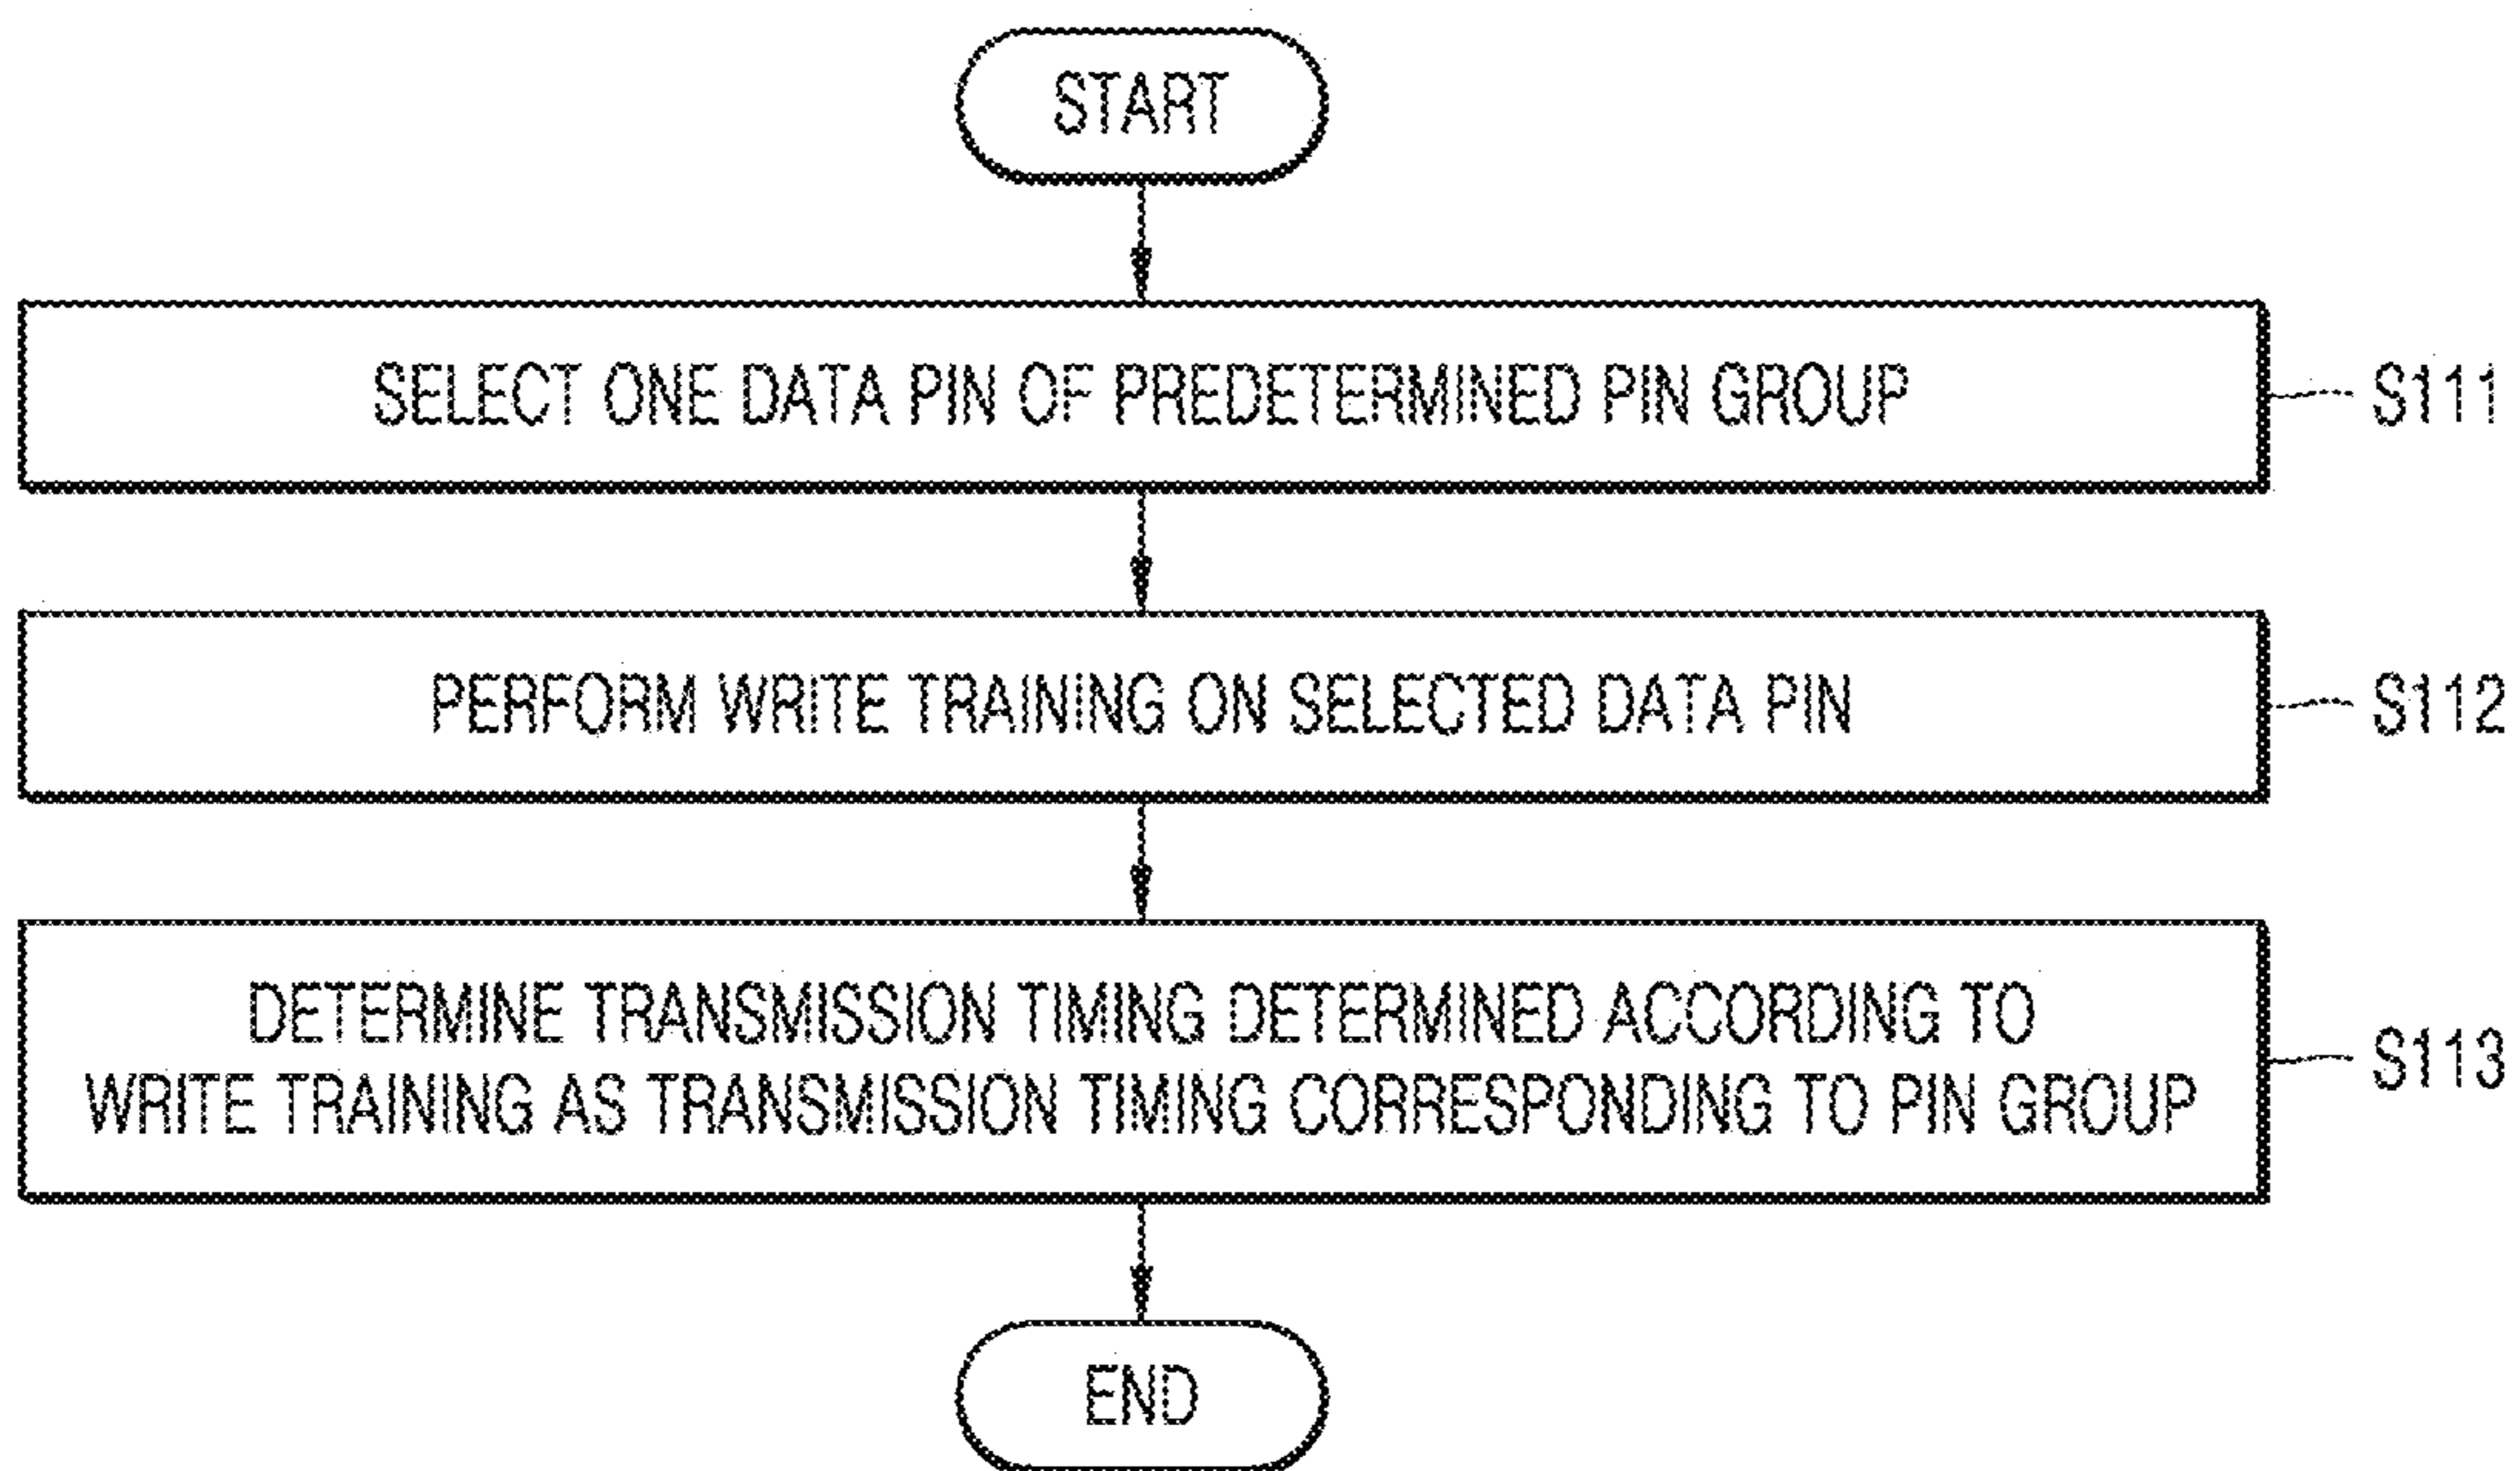 START
SELECT ONE DATA PIN OF PREDETERMINED PIN GROUP
S111
PERFORM WRITE TRAINING ON SELECTED DATA PIN
S112
DETERMINE TRANSMISSION TIMING DETERMINED ACCORDING TO
WRITE TRAINING AS TRANSMISSION TIMING CORRESPONDING TO PIN GROUP
S113
END